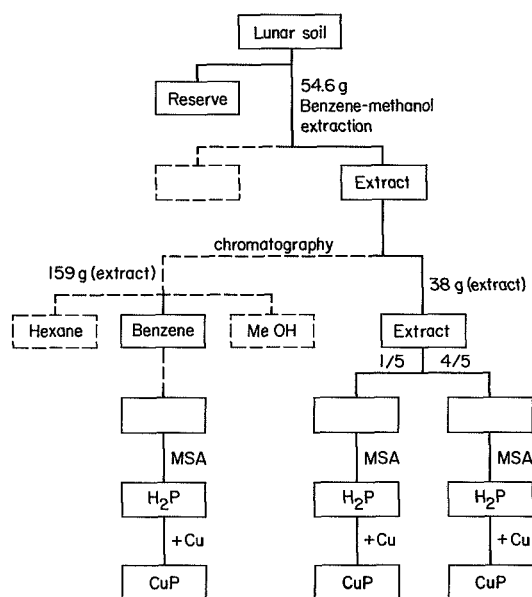 Lunar soil
Reserve
54.6 g
Benzene-methanol
extraction
Extract
chromatography
159 g (extract)
38 g (extract)
Hexane
Benzene
Me OH
Extract
1/5
4/5
MSA
MSA
MSA
H₂P
H₂P
H₂P
+Cu
+Cu
+Cu
CuP
CuP
CuP